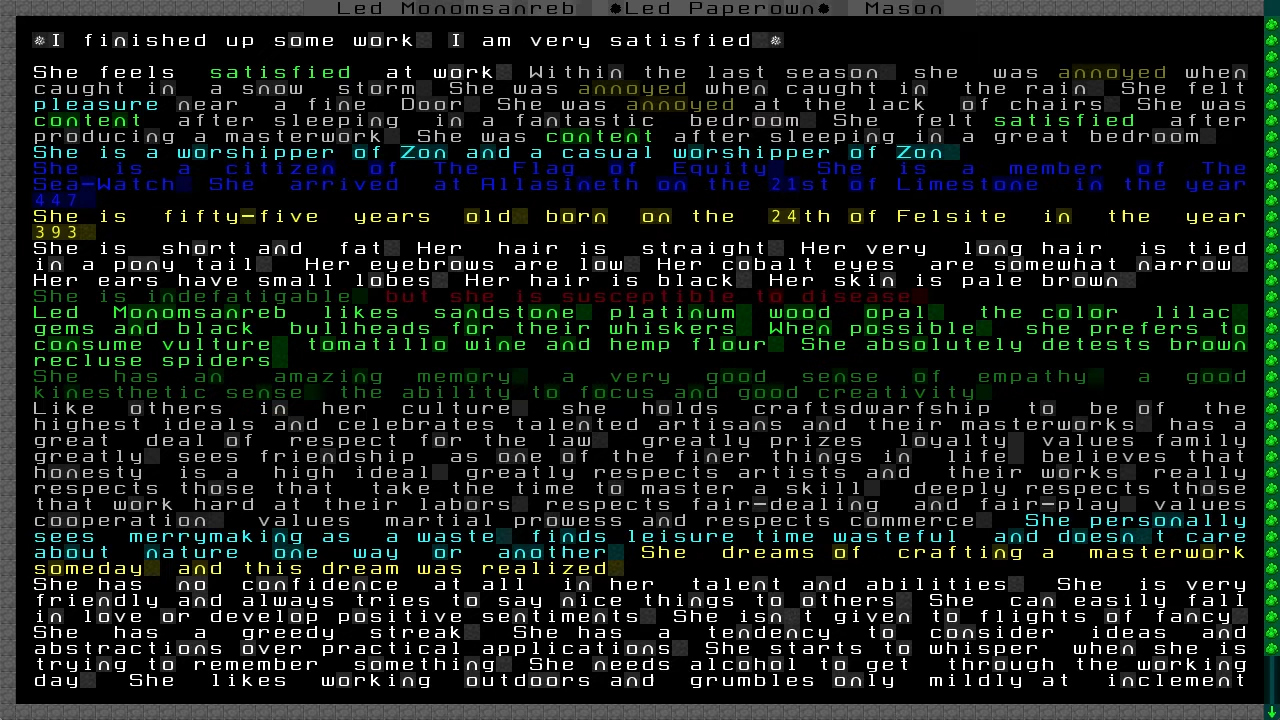 Led Monomsanreb ☼Led Paperown☼ Mason
☼I finished up some work. I am very satisfied.☼
She feels satisfied at work. Within the last season, she was annoyed when
caught in a snow storm. She was annoyed when caught in the rain. She felt
pleasure near a fine Door. She was annoyed at the lack of chairs. She was
content after sleeping in a fantastic bedroom. She felt satisfied after
producing a masterwork. She was content after sleeping in a great bedroom.
She is a worshipper of Zon and a casual worshipper of Zon.
She is a citizen of The Flag of Equity. She is a member of The
Sea-Watch. She arrived at Allasineth on the 21st of Limestone in the year
447.
She is fifty-five years old, born on the 24th of Felsite in the year
393.
She is short and fat. Her hair is straight. Her very long hair is tied
in a pony tail. Her eyebrows are low. Her cobalt eyes are somewhat narrow.
Her ears have small lobes. Her hair is black. Her skin is pale brown.
She is indefatigable, but she is susceptible to disease.
Led Monomsanreb likes sandstone, platinum, wood opal, the color lilac,
gems and black bullheads for their whiskers. When possible, she prefers to
consume vulture, tomatillo wine and hemp flour. She absolutely detests brown
recluse spiders.
She has an amazing memory, a very good sense of empathy, a good
kinesthetic sense, the ability to focus and good creativity.
Like others in her culture, she holds craftsdwarfship to be of the
highest ideals and celebrates talented artisans and their masterworks, has a
great deal of respect for the law, greatly prizes loyalty, values family
greatly, sees friendship as one of the finer things in life, believes that
honesty is a high ideal, greatly respects artists and their works, really
respects those that take the time to master a skill, deeply respects those
that work hard at their labors, respects fair-dealing and fair-play, values
cooperation, values martial prowess and respects commerce. She personally
sees merrymaking as a waste, finds leisure time wasteful, and doesn't care
about nature one way or another. She dreams of crafting a masterwork
someday, and this dream was realized.
She has no confidence at all in her talent and abilities. She is very
friendly and always tries to say nice things to others. She can easily fall
in love or develop positive sentiments. She isn't given to flights of fancy.
She has a greedy streak. She has a tendency to consider ideas and
abstractions over practical applications. She starts to whisper when she is
trying to remember something. She needs alcohol to get through the working
day. She likes working outdoors and grumbles only mildly at inclement